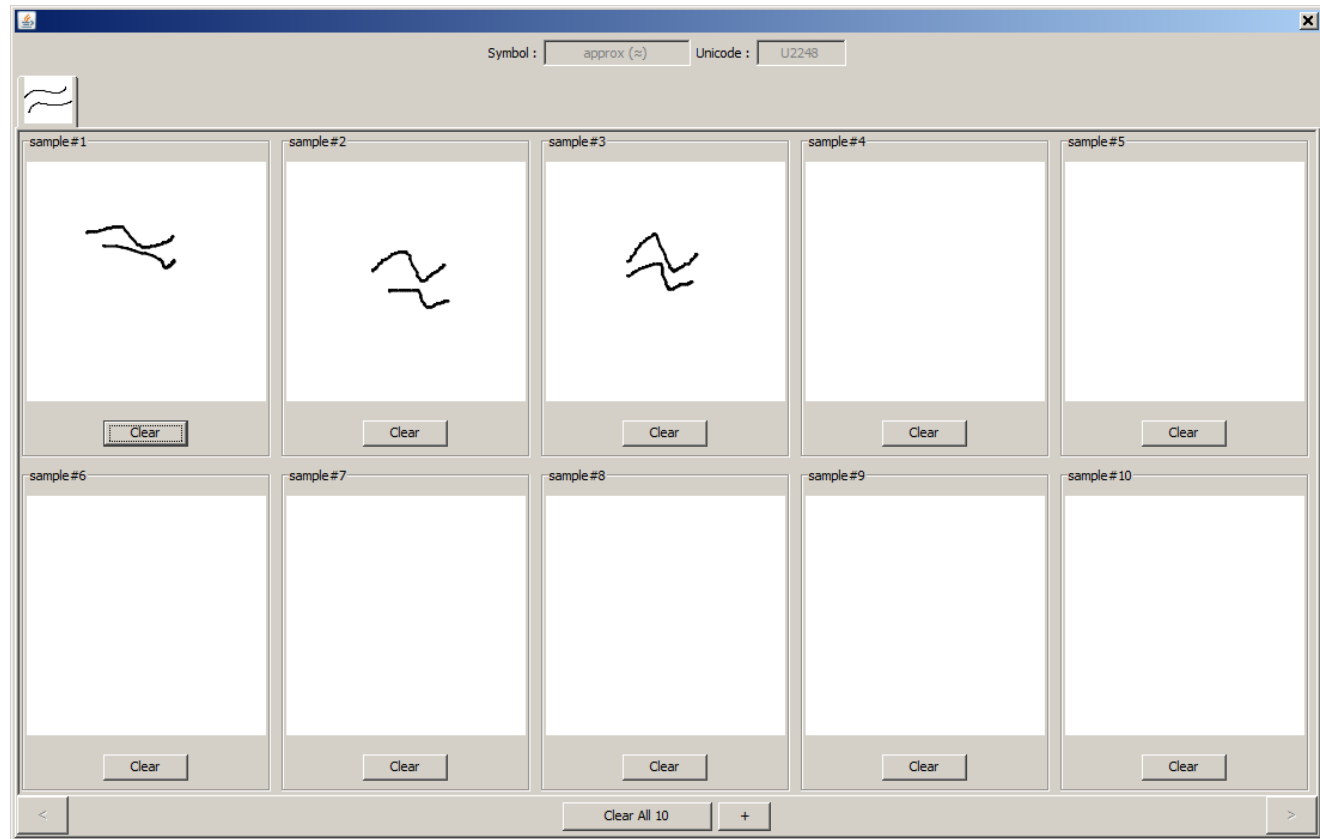 Symbol : approx (≈) Unicode : U2248
sample#1 sample#2 sample#3 sample#4 sample#5
≈ ≈ ≈
Clear Clear Clear Clear Clear
sample#6 sample#7 sample#8 sample#9 sample#10
Clear Clear Clear Clear Clear
< Clear All 10 + >